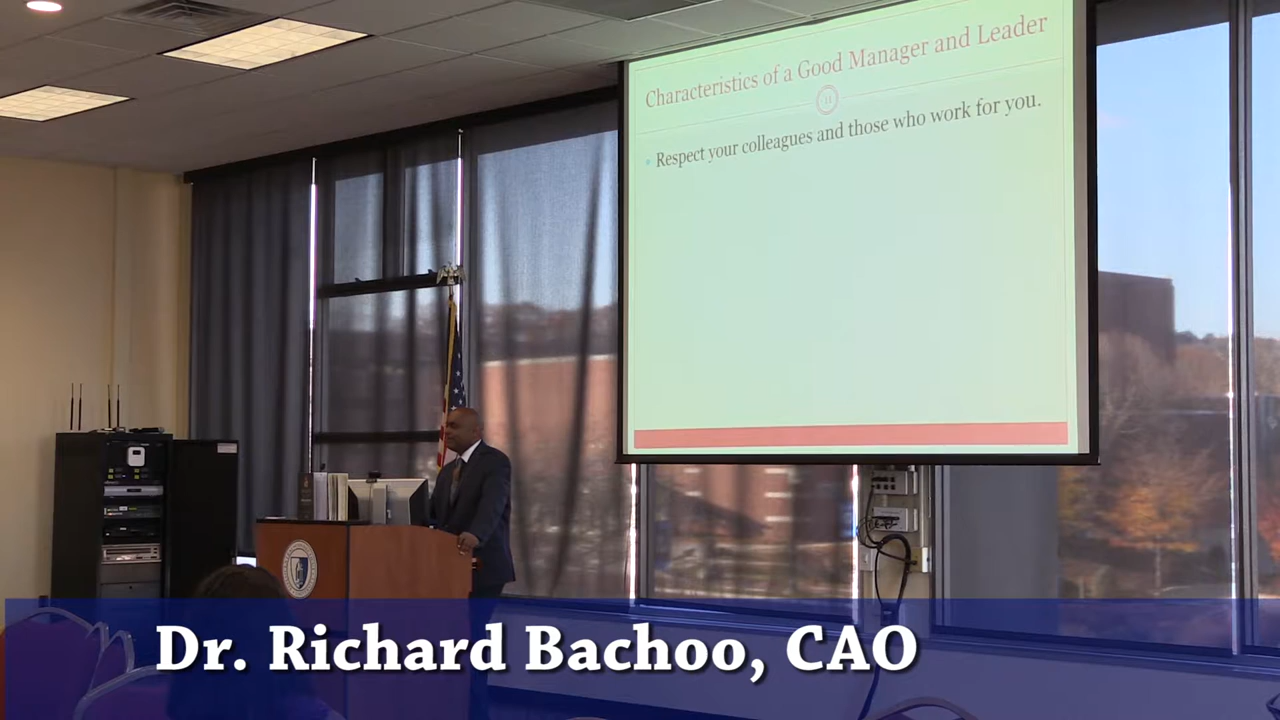 Characteristics of a Good Manager and Leader
Respect your colleagues and those who work for you.
Dr. Richard Bachoo, CAO